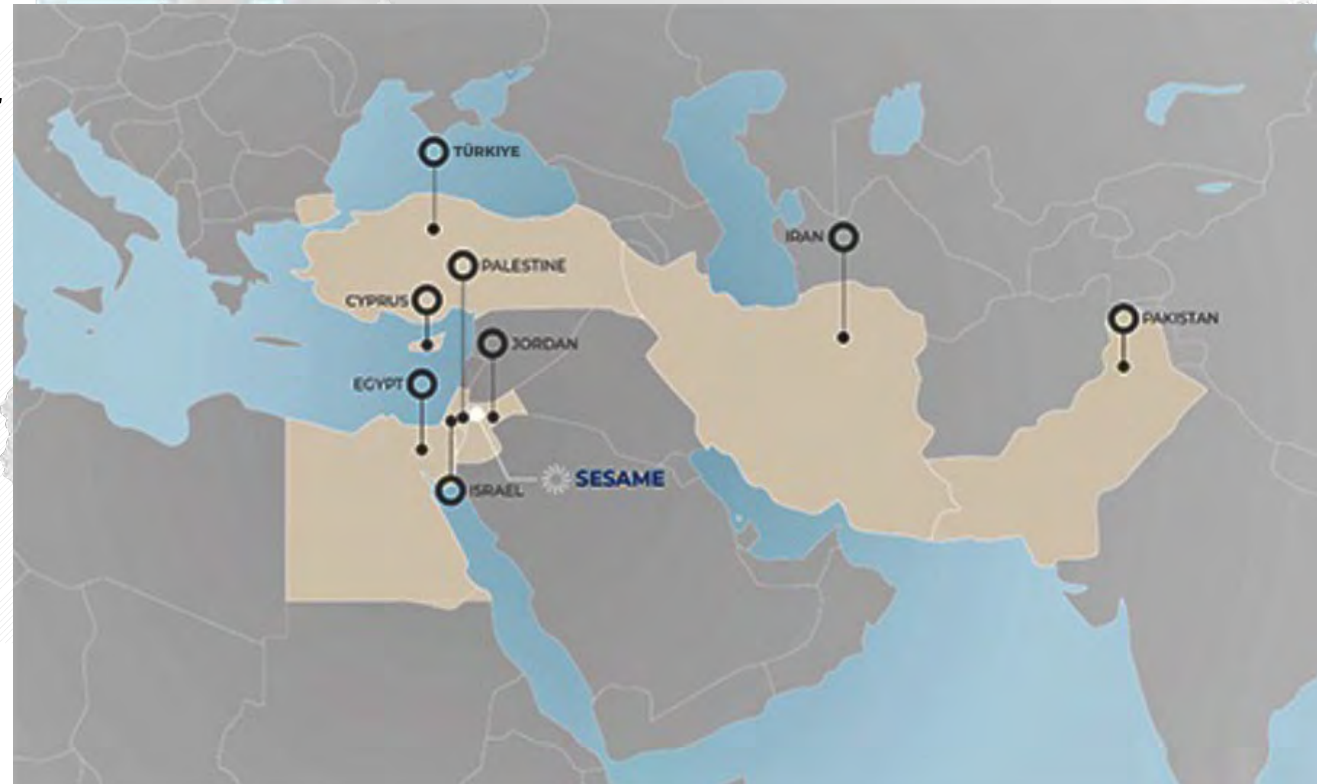 TÜRKIYE
IRAN
PALESTINE
CYPRUS
PAKISTAN
JORDAN
EGYPT
SESAME
ISRAEL